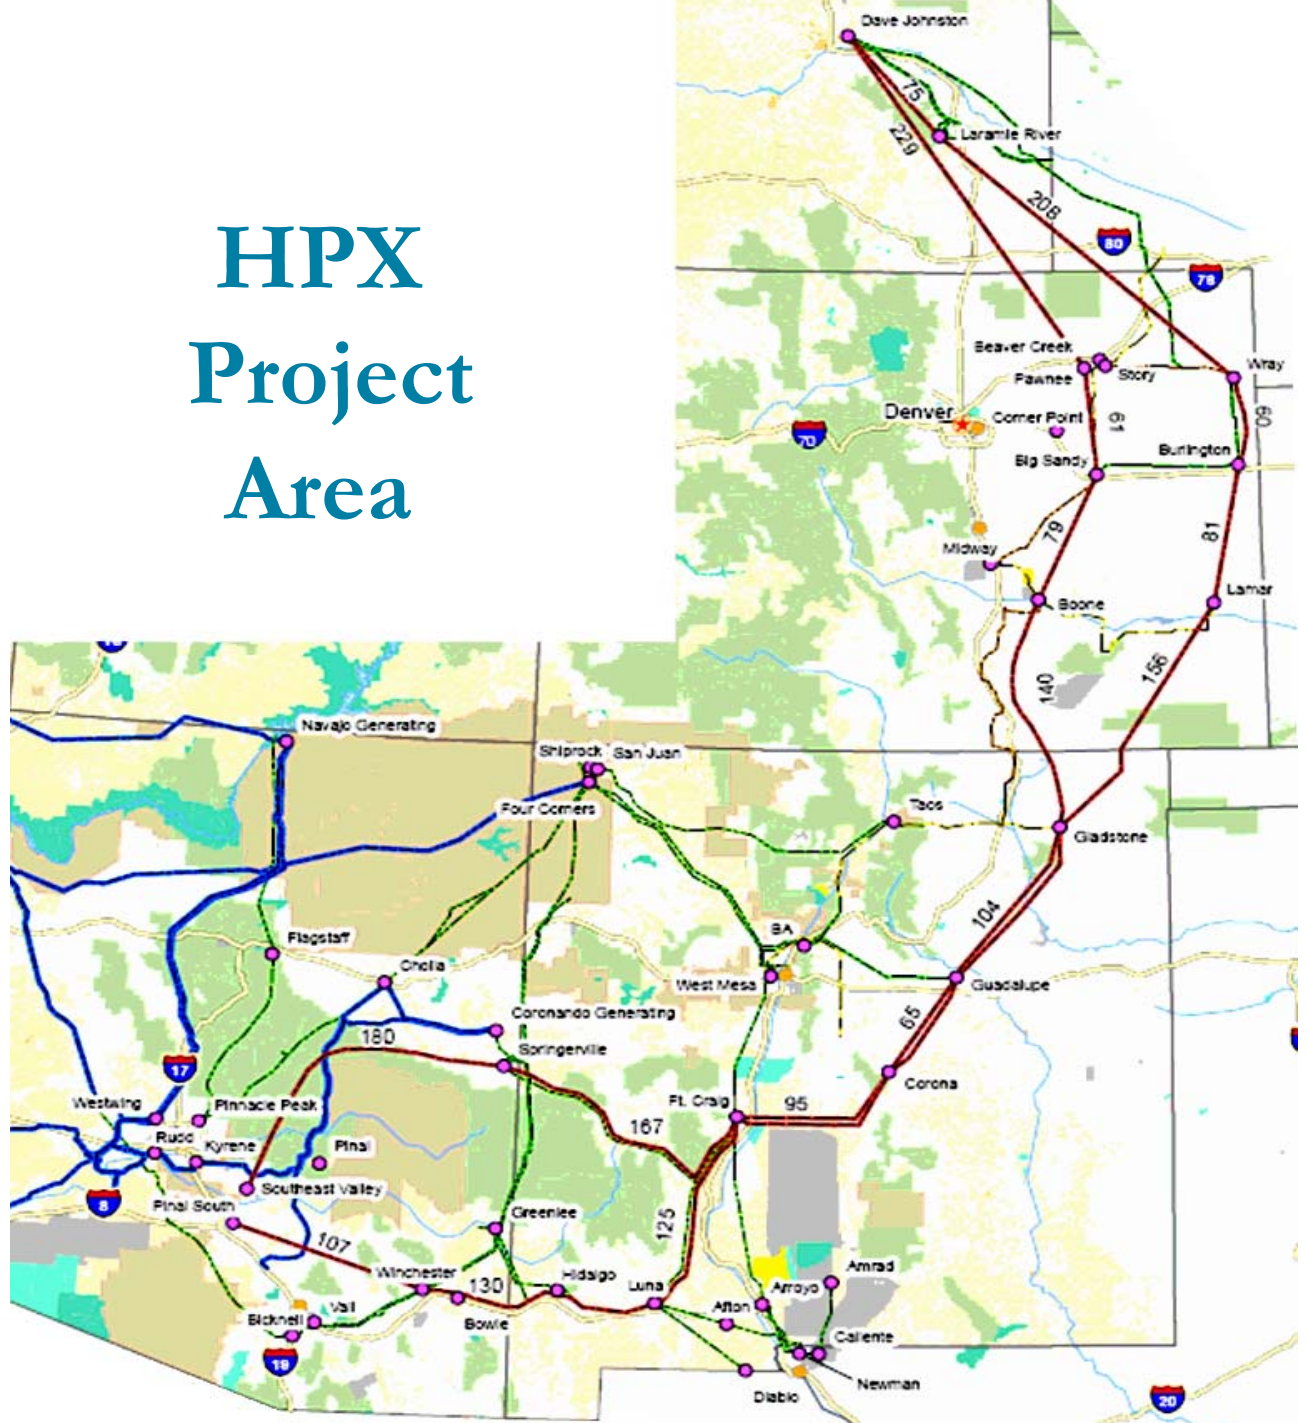 HPX
Project
Area
Dave Johnston
75
229
Laramie River
208
80
76
Beaver Creek
Pawnee
Story
Wray
Denver
Corner Point
61
60
70
Big Sandy
Burlington
79
81
Midway
Boone
Lamar
140
156
Navajo Generating
Shiprock
San Juan
Four Corners
Taos
Gladstone
104
Flagstaff
BA
Cholla
West Mesa
Guadalupe
Coronando Generating
65
180
Springerville
17
Corona
Westwing
Pinnacle Peak
Ft. Craig
95
167
Rudd
Kyrene
Pinal
Southeast Valley
8
Pinal South
Greenlee
125
107
Winchester
130
Hidalgo
Luna
Amrad
Arroyo
Afton
Vail
Bicknell
Bowie
Caliente
19
Newman
Diablo
20